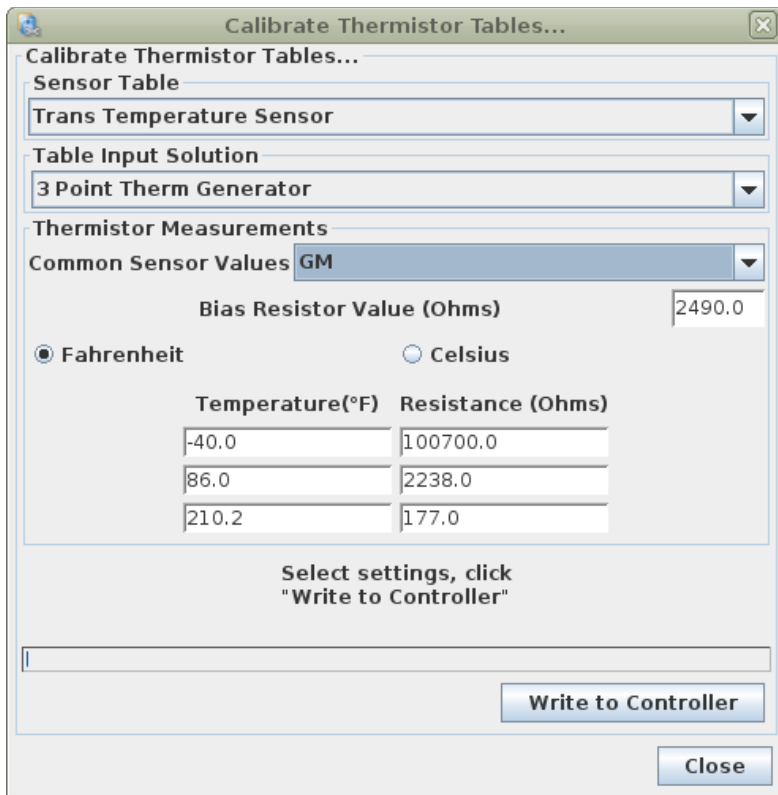 Calibrate Thermistor Tables...
Calibrate Thermistor Tables...
Sensor Table
Trans Temperature Sensor
Table Input Solution
3 Point Therm Generator
Thermistor Measurements
Common Sensor Values GM
Bias Resistor Value (Ohms) 2490.0
Fahrenheit Celsius
Temperature(°F) Resistance (Ohms)
-40.0 100700.0
86.0 2238.0
210.2 177.0
Select settings, click
"Write to Controller"
Write to Controller
Close